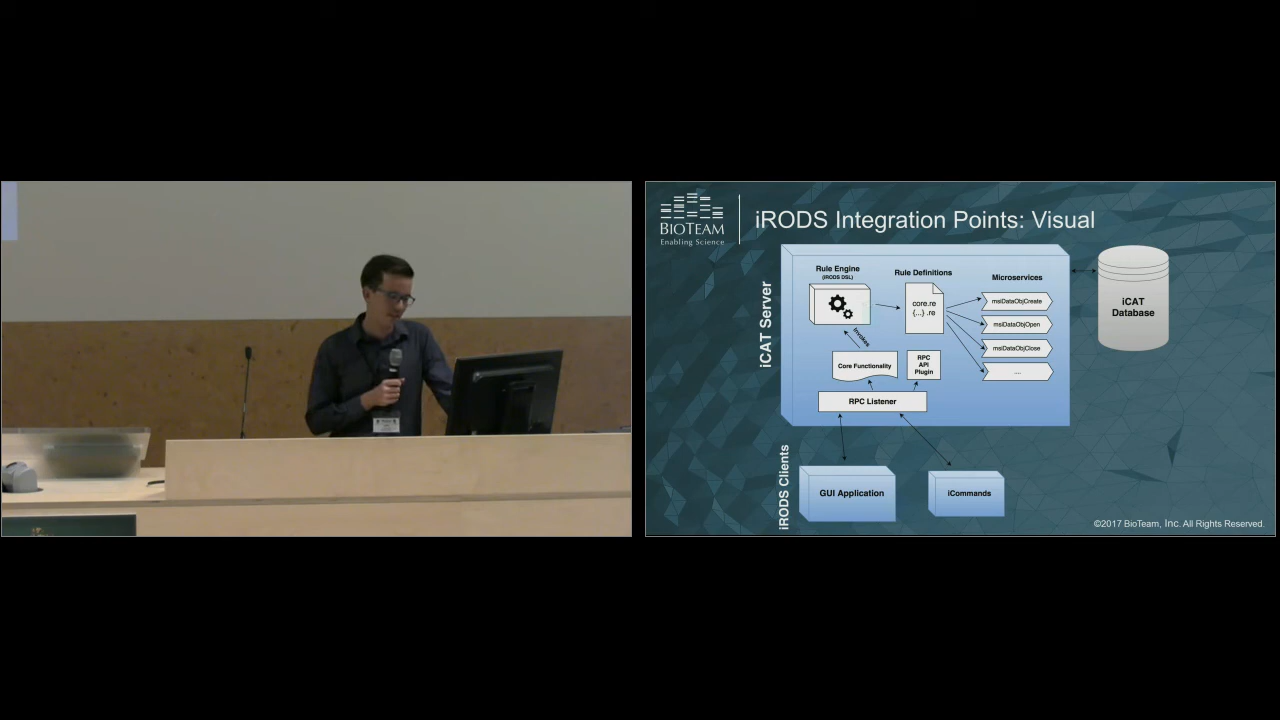 BIOTEAM
Enabling Science
iRODS Integration Points: Visual
iCAT Server
Rule Engine
(iRODS DSL)
Rule Definitions
Microservices
core.re
{...} .re
msiDataObjCreate
msiDataObjOpen
msiDataObjClose
....
Invokes
Core Functionality
RPC
API
Plugin
RPC Listener
iCAT
Database
iRODS Clients
GUI Application
iCommands
©2017 BioTeam, Inc. All Rights Reserved.